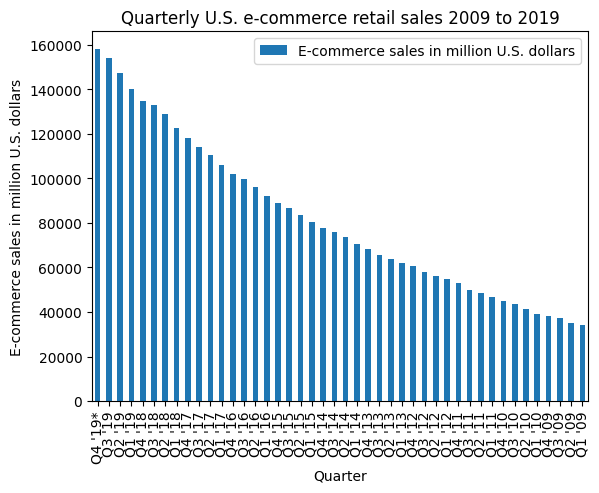 Quarterly U.S. e-commerce retail sales 2009 to 2019
E-commerce sales in million U.S. dollars
E-commerce sales in million U.S. dollars
160000
140000
120000
100000
80000
60000
40000
20000
0
Q4 '19*
Q3 '19
Q2 '19
Q1 '19
Q4 '18
Q3 '18
Q2 '18
Q1 '18
Q4 '17
Q3 '17
Q2 '17
Q1 '17
Q4 '16
Q3 '16
Q2 '16
Q1 '16
Q4 '15
Q3 '15
Q2 '15
Q1 '15
Q4 '14
Q3 '14
Q2 '14
Q1 '14
Q4 '13
Q3 '13
Q2 '13
Q1 '13
Q4 '12
Q3 '12
Q2 '12
Q1 '12
Q4 '11
Q3 '11
Q2 '11
Q1 '11
Q4 '10
Q3 '10
Q2 '10
Q1 '10
Q4 '09
Q3 '09
Q2 '09
Q1 '09
Quarter